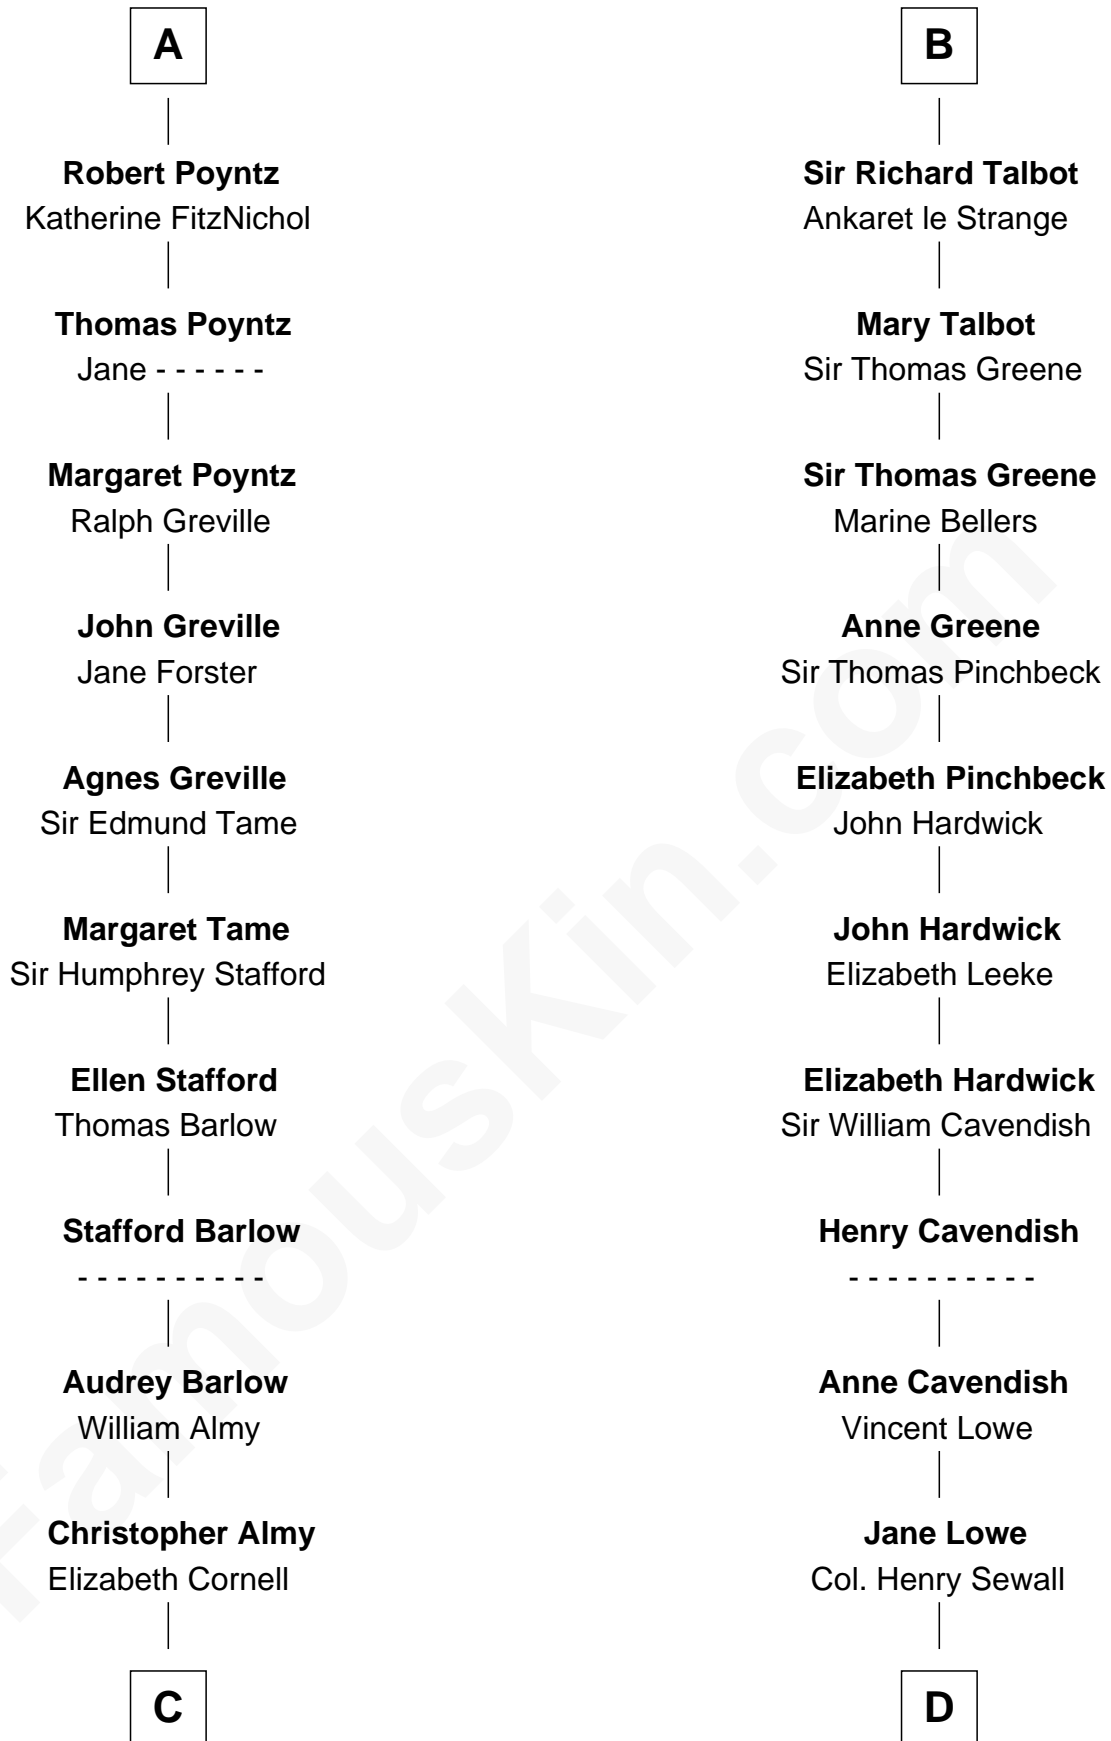 A
Robert Poyntz
Katherine FitzNichol
Thomas Poyntz
Jane - - - - - -
Margaret Poyntz
Ralph Greville
John Greville
Jane Forster
Agnes Greville
Sir Edmund Tame
Margaret Tame
Sir Humphrey Stafford
Ellen Stafford
Thomas Barlow
Stafford Barlow
- - - - - - - - - -
Audrey Barlow
William Almy
Christopher Almy
Elizabeth Cornell
C
B
Sir Richard Talbot
Ankaret le Strange
Mary Talbot
Sir Thomas Greene
Sir Thomas Greene
Marine Bellers
Anne Greene
Sir Thomas Pinchbeck
Elizabeth Pinchbeck
John Hardwick
John Hardwick
Elizabeth Leeke
Elizabeth Hardwick
Sir William Cavendish
Henry Cavendish
- - - - - - - - - -
Anne Cavendish
Vincent Lowe
Jane Lowe
Col. Henry Sewall
D
FamousKin.com